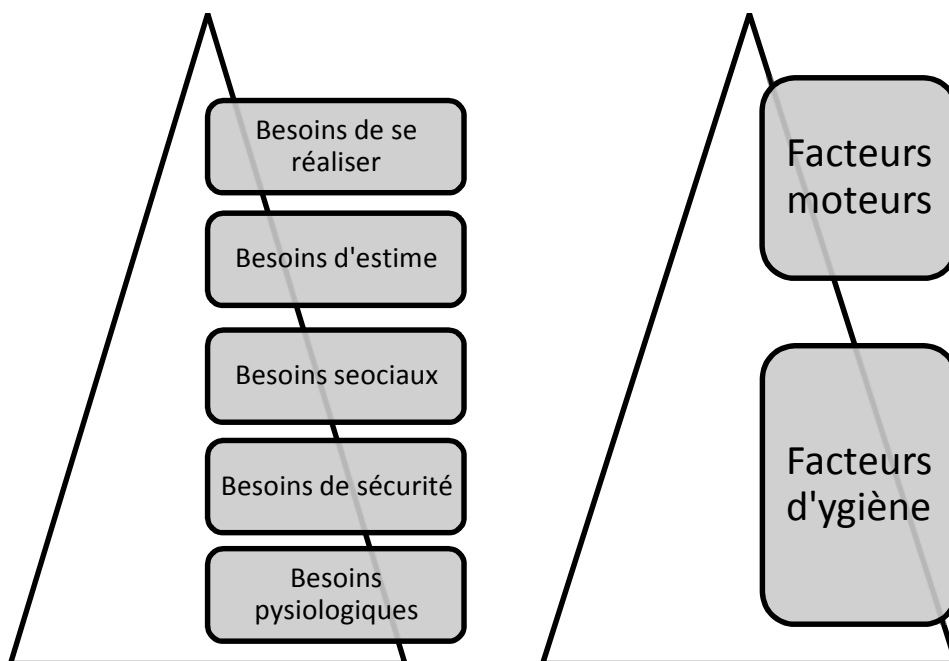 Besoins de se
réaliser
Besoins d'estime
Besoins seociaux
Besoins de sécurité
Besoins
pysiologiques
Facteurs
moteurs
Facteurs
d'ygiène